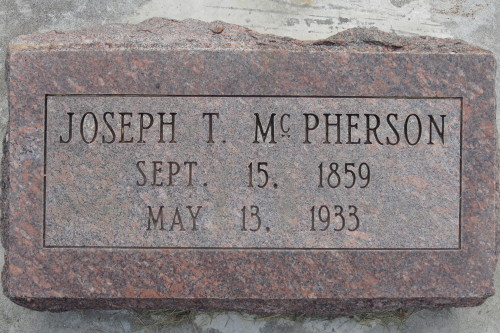 JOSEPH T. McPHERSON
SEPT. 15, 1859
MAY 13, 1933